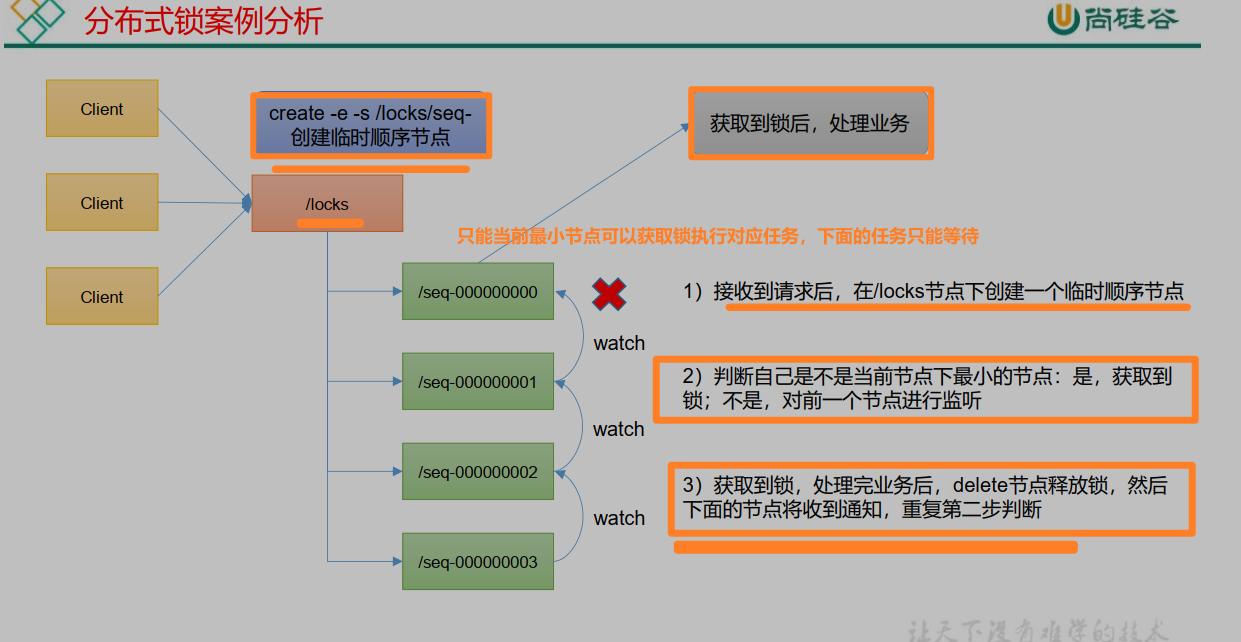 分布式锁案例分析
尚硅谷
Client
create -e -s /locks/seq-
创建临时顺序节点
获取到锁后，处理业务
Client
/locks
只能当前最小节点可以获取锁执行对应任务，下面的任务只能等待
Client
/seq-000000000
1）接收到请求后，在/locks节点下创建一个临时顺序节点
watch
/seq-000000001
2）判断自己是不是当前节点下最小的节点：是，获取到
锁；不是，对前一个节点进行监听
watch
/seq-000000002
3）获取到锁，处理完业务后，delete节点释放锁，然后
下面的节点将收到通知，重复第二步判断
watch
/seq-000000003
让天下没有难学的技术